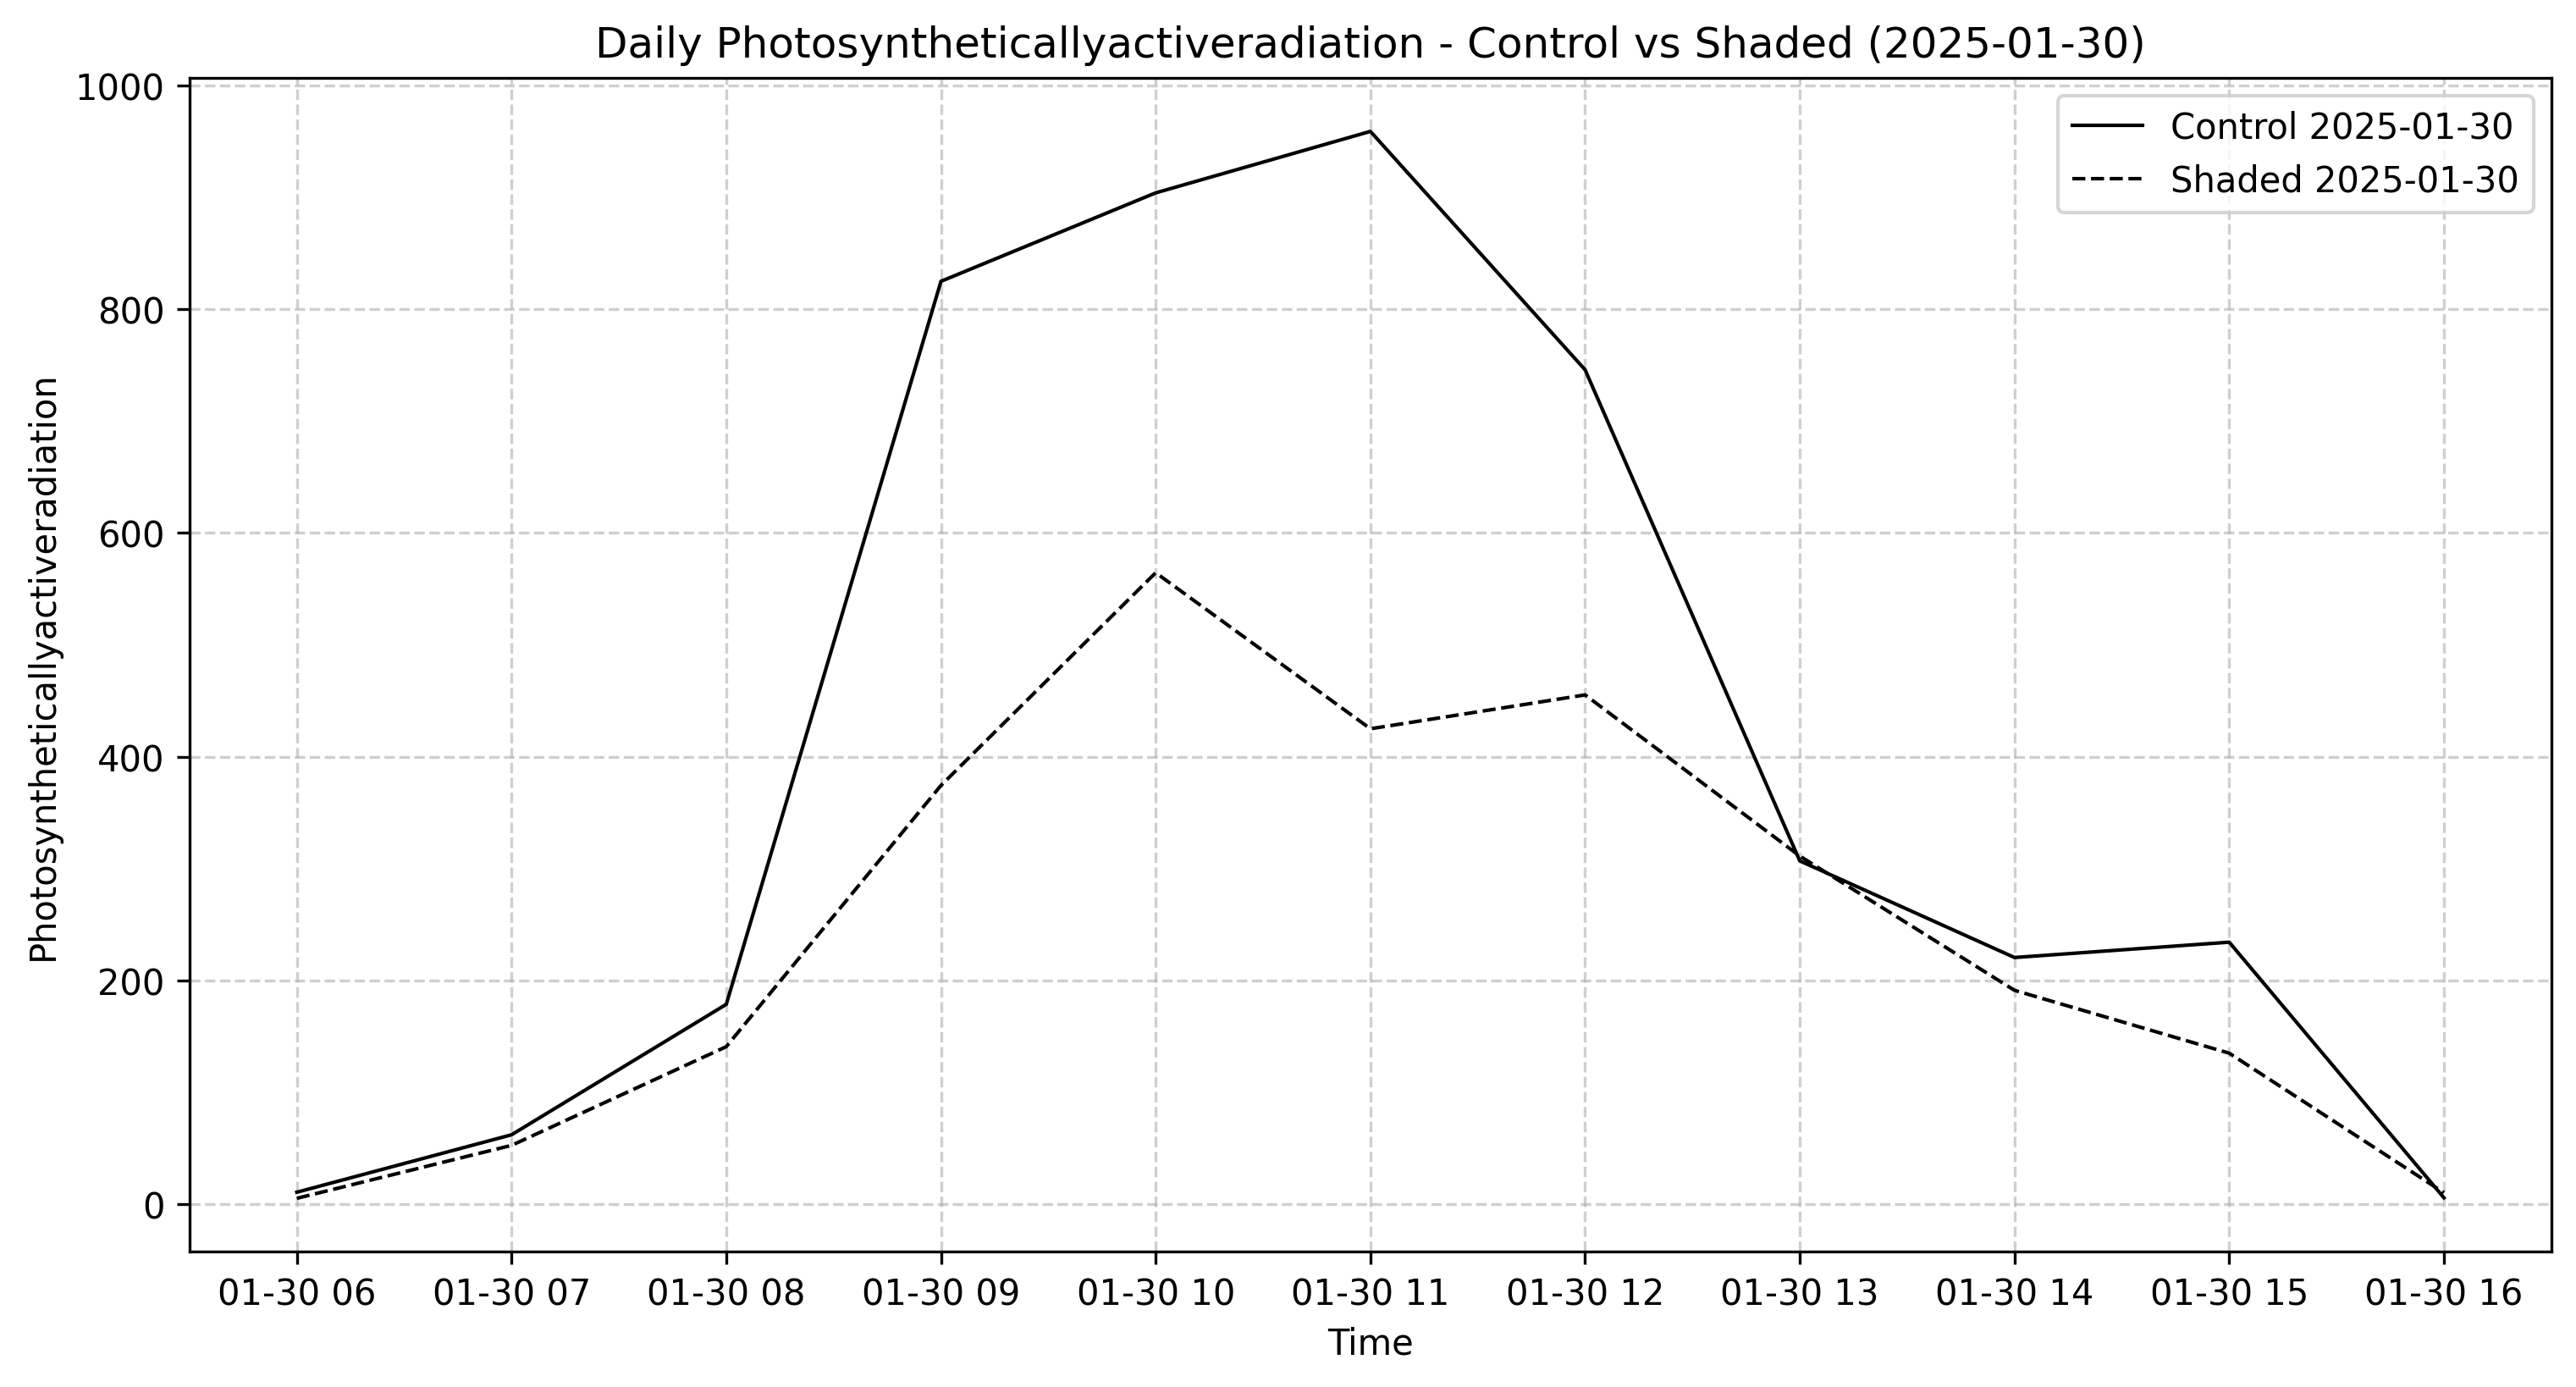 Daily Photosyntheticallyactiveradiation - Control vs Shaded (2025-01-30)
Control 2025-01-30
Shaded 2025-01-30
Photosyntheticallyactiveradiation
1000
800
600
400
200
0
01-30 06 01-30 07 01-30 08 01-30 09 01-30 10 01-30 11 01-30 12 01-30 13 01-30 14 01-30 15 01-30 16
Time